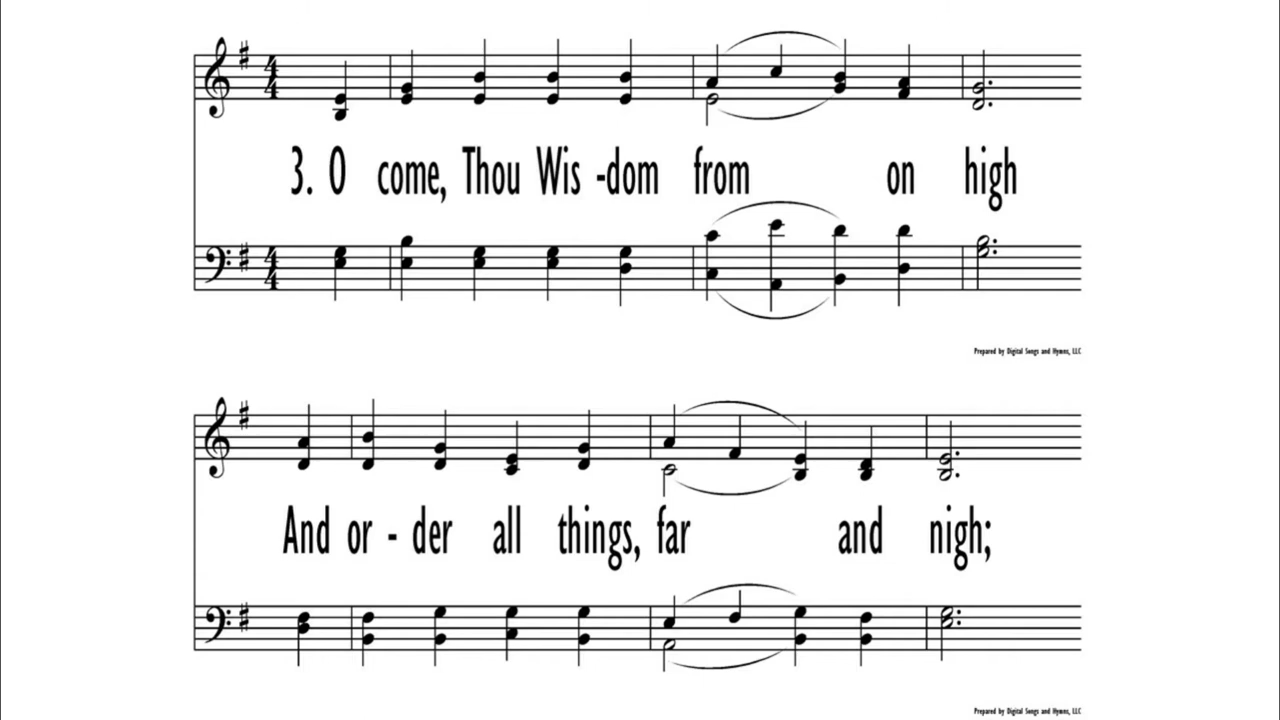 3. O come, Thou Wis -dom from on high
Prepared by Digital Songs and Hymns, LLC
And or - der all things, far and nigh;
Prepared by Digital Songs and Hymns, LLC